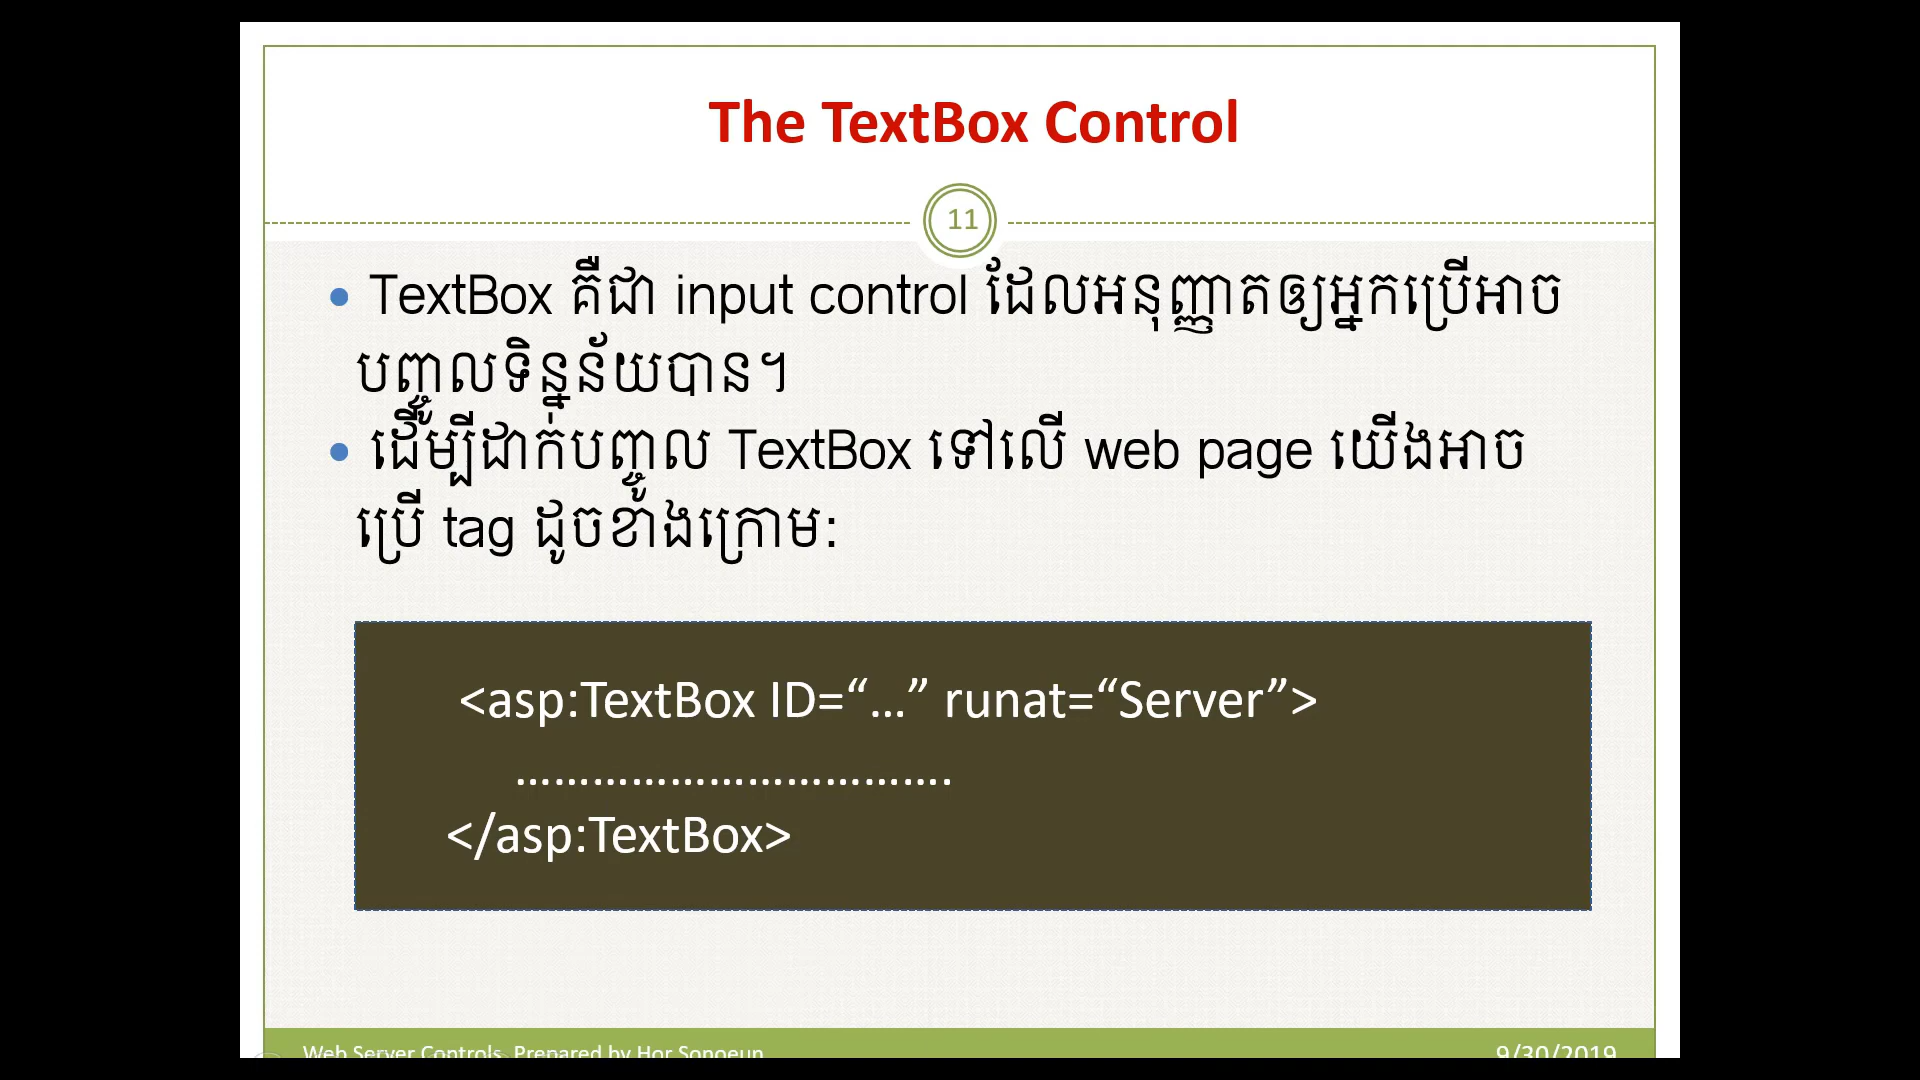 The TextBox Control
11
• TextBox គឺជា input control ដែលអនុញ្ញាតឲ្យអ្នកប្រើអាច
បញ្ចូលទិន្នន័យបាន។
• ដើម្បីដាក់បញ្ចូល TextBox ទៅលើ web page យើងអាច
ប្រើ tag ដូចខាងក្រោម:
<asp:TextBox ID=“…” runat=“Server”>
…………………………….
</asp:TextBox>
Web Server Controls, Prepared by Hor Sonoeun
9/30/2019